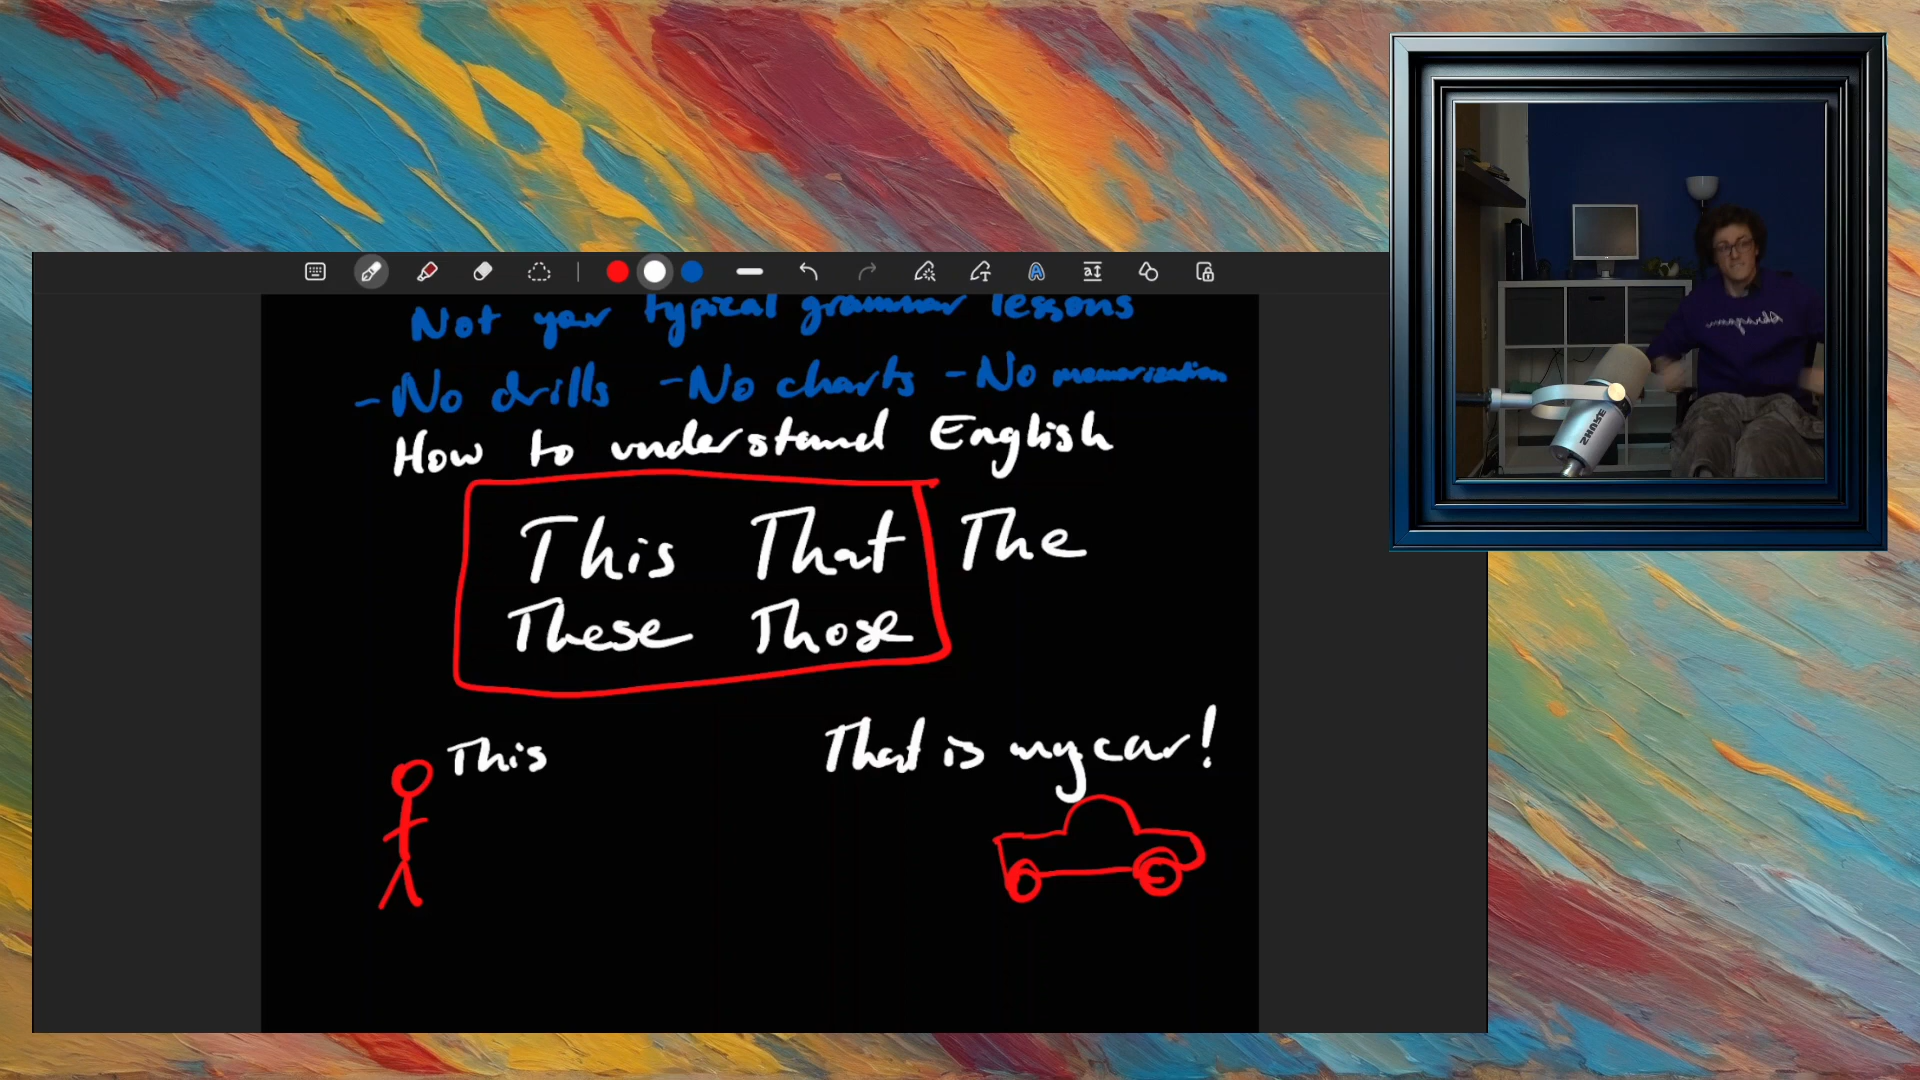 Not your typical grammar lessons
- No drills - No charts - No memorization
How to understand English
This That The
These Those
This
That is my car!
SHURE